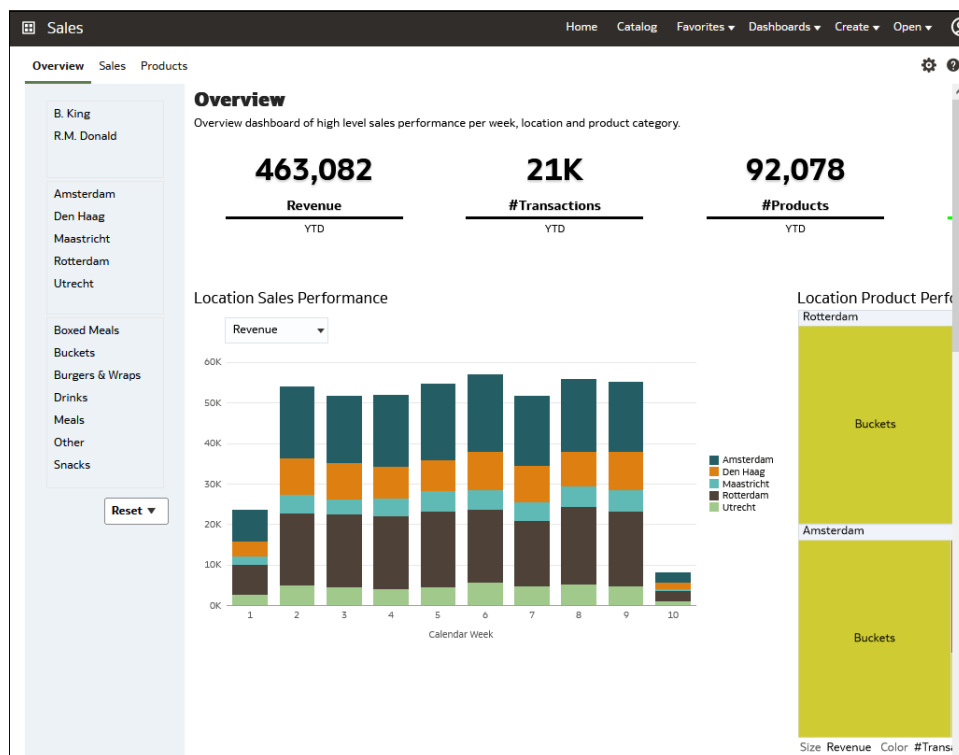 Sales
Home Catalog Favorites Dashboards Create Open
Overview Sales Products
B. King
R.M. Donald
Amsterdam
Den Haag
Maastricht
Rotterdam
Utrecht
Boxed Meals
Buckets
Burgers & Wraps
Drinks
Meals
Other
Snacks
Reset
Overview
Overview dashboard of high level sales performance per week, location and product category.
463,082
Revenue
YTD
21K
#Transactions
YTD
92,078
#Products
YTD
Location Sales Performance
Revenue
60K
50K
40K
30K
20K
10K
0K
1 2 3 4 5 6 7 8 9 10
Calendar Week
Amsterdam
Den Haag
Maastricht
Rotterdam
Utrecht
Location Product Perfo
Rotterdam
Buckets
Amsterdam
Buckets
Size Revenue Color #Transa